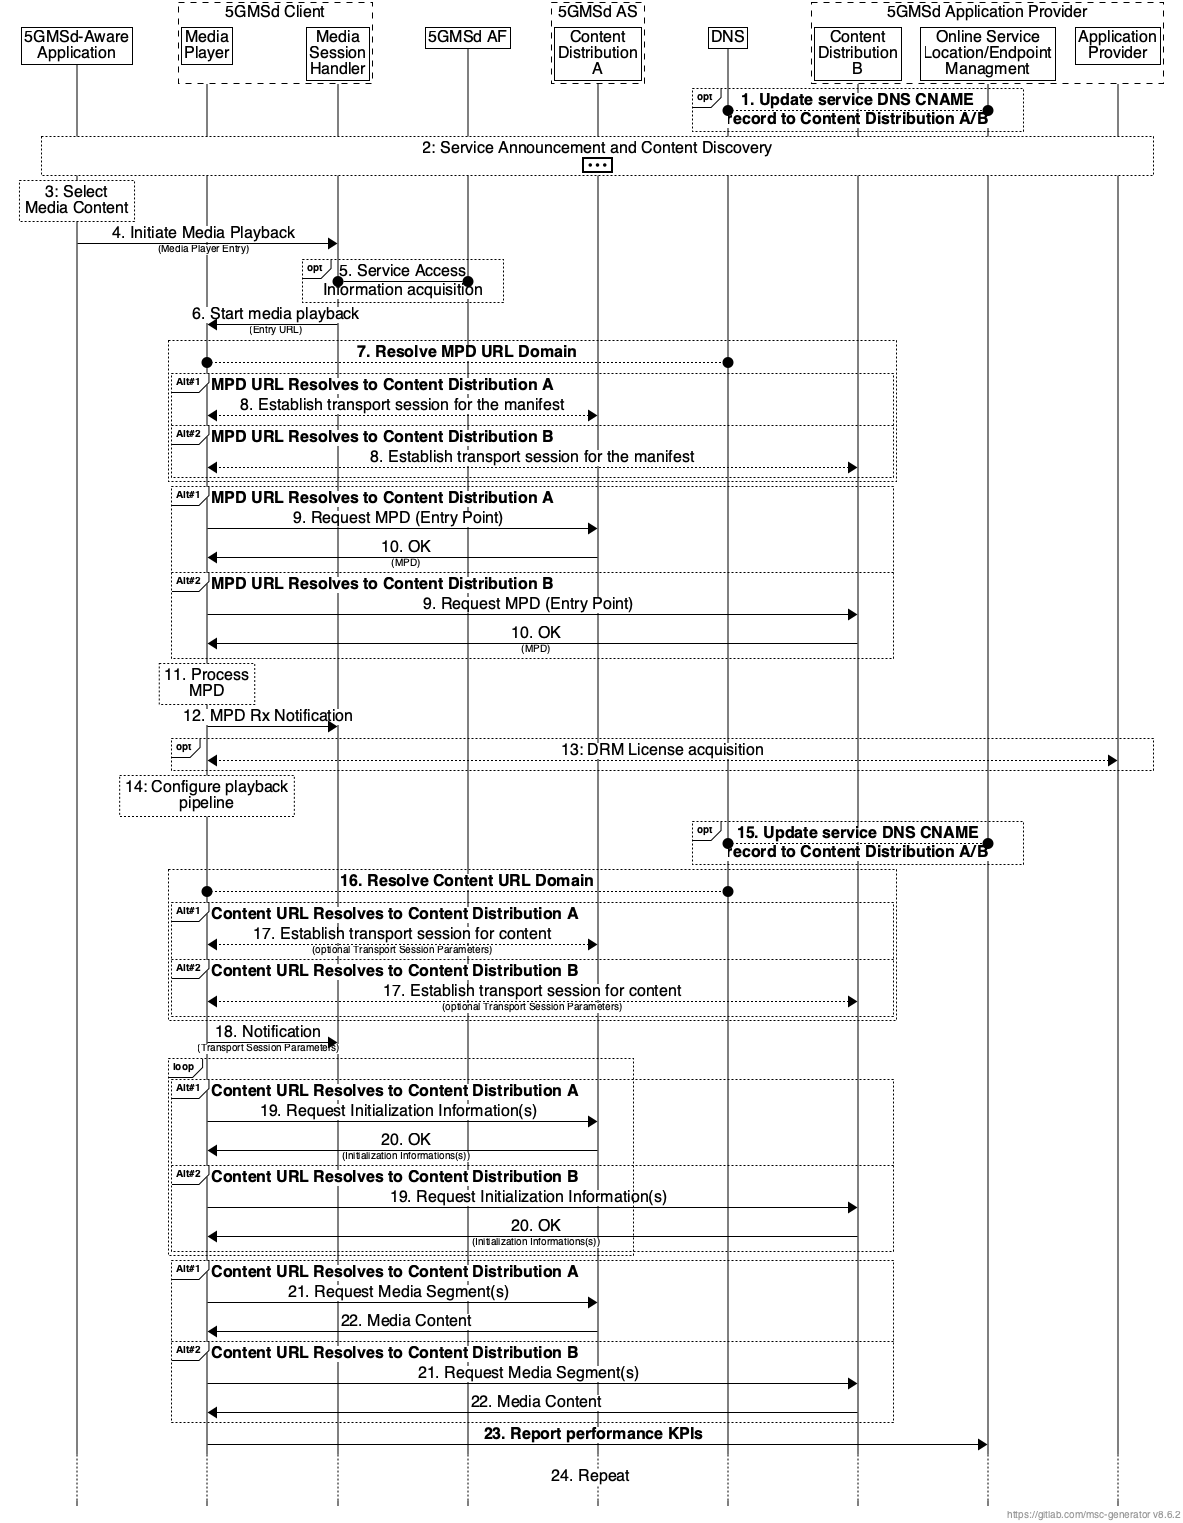 5GMSd Client
5GMSd AS
5GMSd Application Provider
5GMSd-Aware
Application
Media
Player
Media
Session
Handler
5GMSd AF
Content
Distribution
A
DNS
Content
Distribution
B
Online Service
Location/Endpoint
Managment
Application
Provider
opt
1. Update service DNS CNAME
record to Content Distribution A/B
2: Service Announcement and Content Discovery
3: Select
Media Content
4. Initiate Media Playback
(Media Player Entry)
opt
5. Service Access
Information acquisition
6. Start media playback
(Entry URL)
7. Resolve MPD URL Domain
Alt#1
MPD URL Resolves to Content Distribution A
8. Establish transport session for the manifest
Alt#2
MPD URL Resolves to Content Distribution B
8. Establish transport session for the manifest
Alt#1
MPD URL Resolves to Content Distribution A
9. Request MPD (Entry Point)
10. OK
(MPD)
Alt#2
MPD URL Resolves to Content Distribution B
9. Request MPD (Entry Point)
10. OK
(MPD)
11. Process
MPD
12. MPD Rx Notification
opt
13: DRM License acquisition
14: Configure playback
pipeline
opt
15. Update service DNS CNAME
record to Content Distribution A/B
16. Resolve Content URL Domain
Alt#1
Content URL Resolves to Content Distribution A
17. Establish transport session for content
(optional Transport Session Parameters)
Alt#2
Content URL Resolves to Content Distribution B
17. Establish transport session for content
(optional Transport Session Parameters)
18. Notification
(Transport Session Parameters)
loop
Alt#1
Content URL Resolves to Content Distribution A
19. Request Initialization Information(s)
20. OK
(Initialization Informations(s))
Alt#2
Content URL Resolves to Content Distribution B
19. Request Initialization Information(s)
20. OK
(Initialization Informations(s))
Alt#1
Content URL Resolves to Content Distribution A
21. Request Media Segment(s)
22. Media Content
Alt#2
Content URL Resolves to Content Distribution B
21. Request Media Segment(s)
22. Media Content
23. Report performance KPIs
24. Repeat
https://gitlab.com/msc-generator v8.6.2